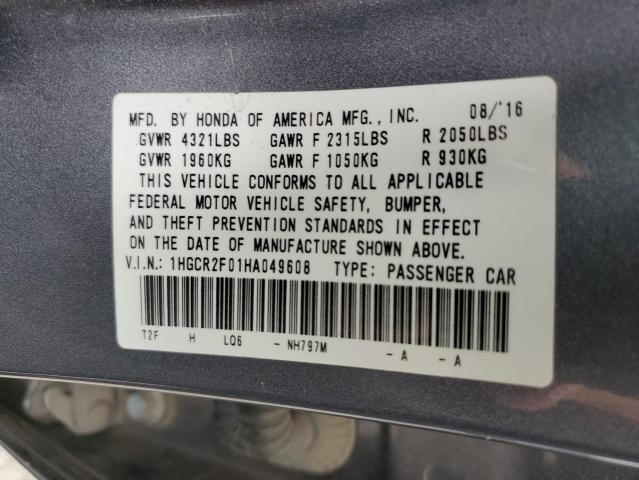 MFD. BY HONDA OF AMERICA MFG., INC. 08/'16
GVWR 4321LBS GAWR F 2315LBS R 2050LBS
GVWR 1960KG GAWR F 1050KG R 930KG
THIS VEHICLE CONFORMS TO ALL APPLICABLE
FEDERAL MOTOR VEHICLE SAFETY, BUMPER,
AND THEFT PREVENTION STANDARDS IN EFFECT
ON THE DATE OF MANUFACTURE SHOWN ABOVE.
V.I.N.: 1HGCR2F01HA049608 TYPE: PASSENGER CAR
T2F H LQ6 - NH797M - A - A